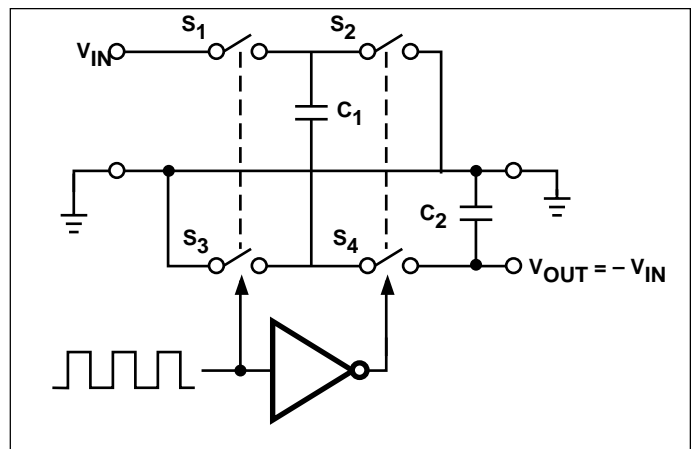 S1
S2
VIN
C1
C2
S3
S4
VOUT = – VIN